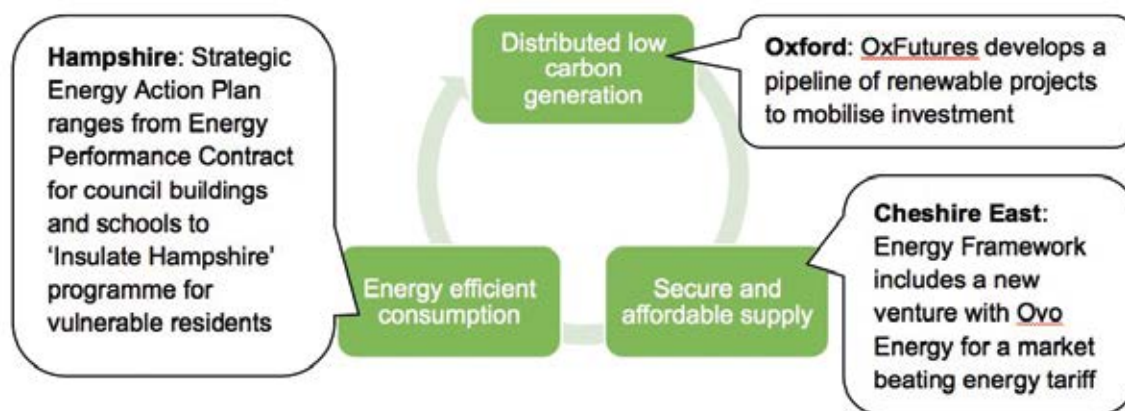 Hampshire: Strategic
Energy Action Plan
ranges from Energy
Performance Contract
for council buildings
and schools to
‘Insulate Hampshire'
programme for
vulnerable residents
Distributed low
carbon
generation
Oxford: OxFutures develops a
pipeline of renewable projects
to mobilise investment
Energy efficient
consumption
Secure and
affordable supply
Cheshire East:
Energy Framework
includes a new
venture with Ovo
Energy for a market
beating energy tariff